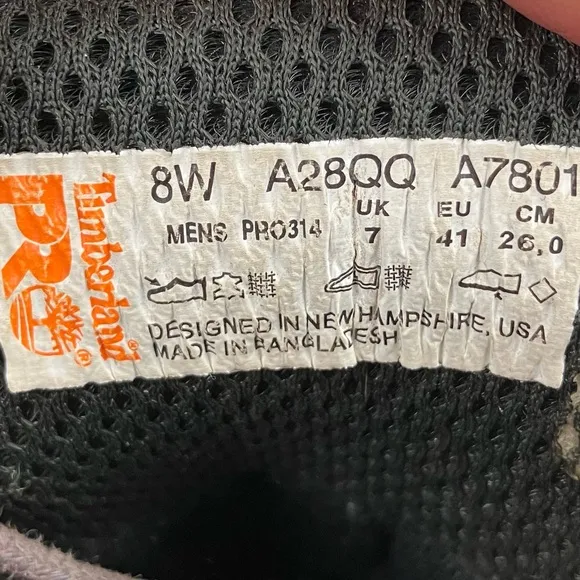 Timberland®
PRO®
8W A28QQ A7801
MENS PRO314 UK 7 EU 41 CM 26,0
DESIGNED IN NEW HAMPSHIRE, USA
MADE IN BANGLADESH